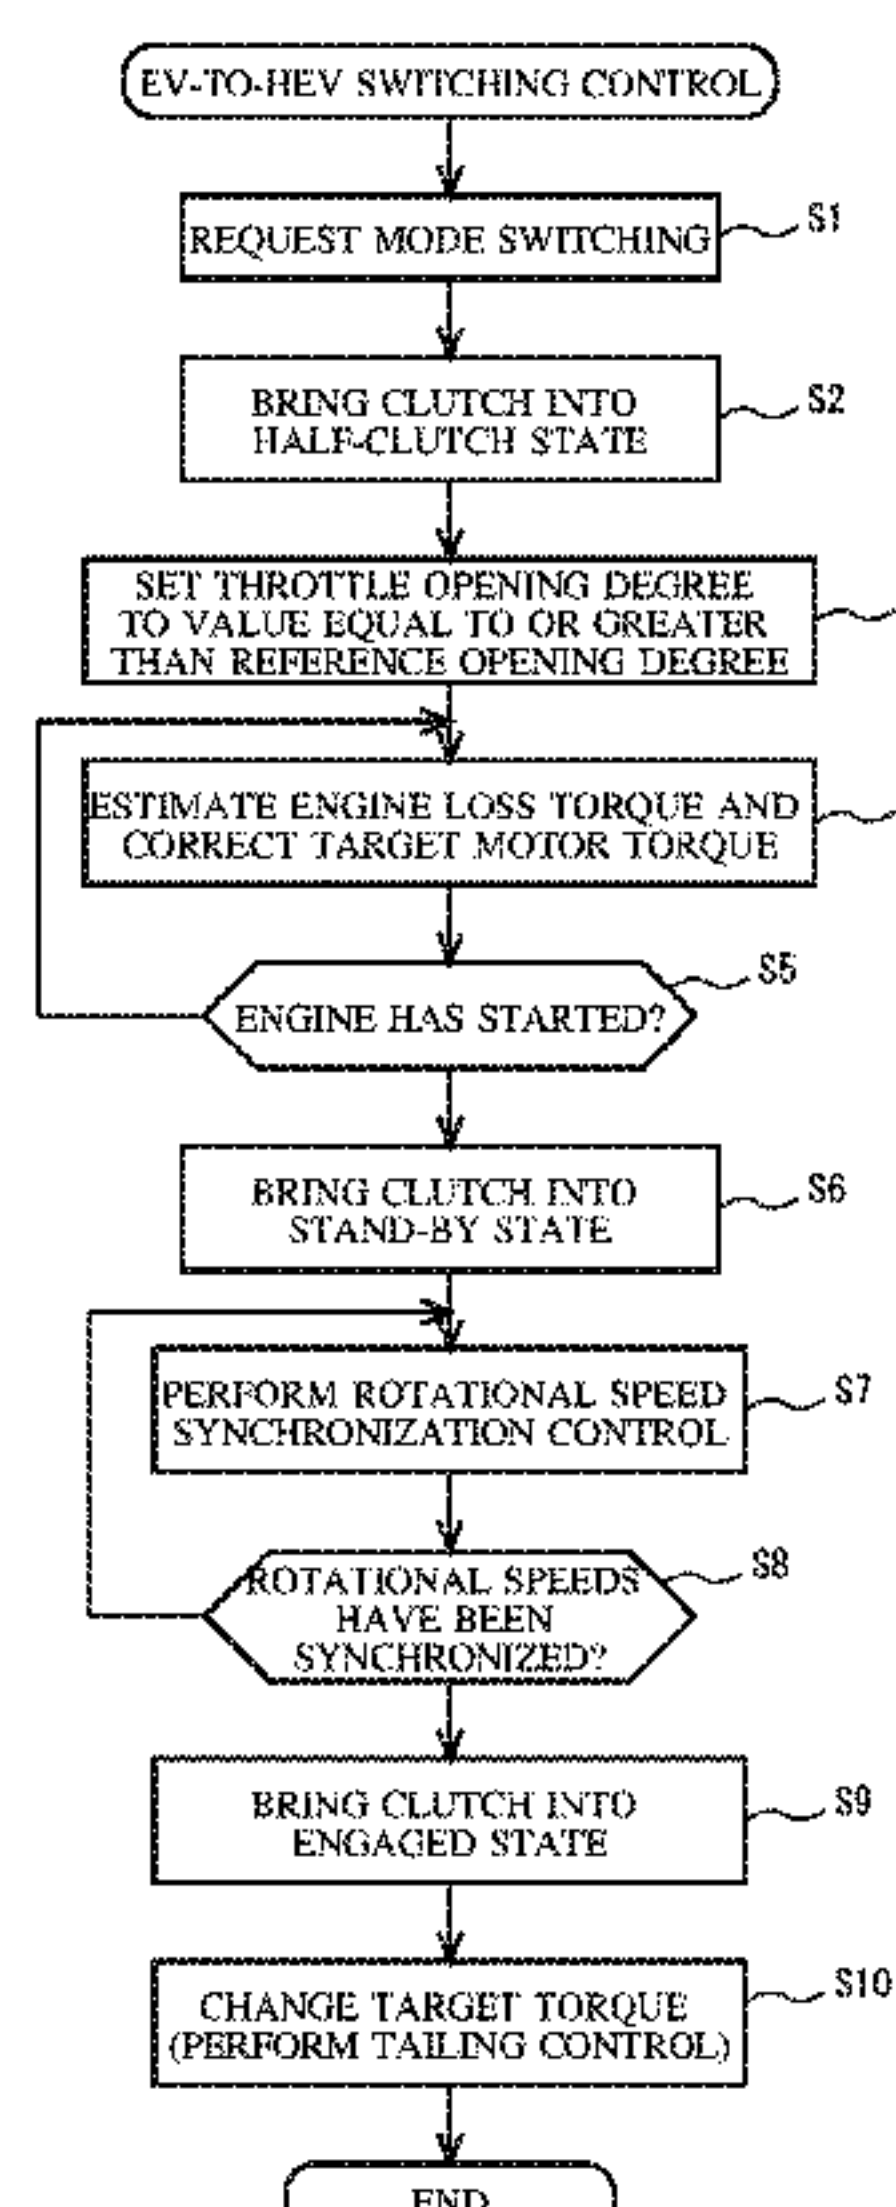 EV-TO-HEV SWITCHING CONTROL
REQUEST MODE SWITCHING
S1
BRING CLUTCH INTO
HALF-CLUTCH STATE
S2
SET THROTTLE OPENING DEGREE
TO VALUE EQUAL TO OR GREATER
THAN REFERENCE OPENING DEGREE
ESTIMATE ENGINE LOSS TORQUE AND
CORRECT TARGET MOTOR TORQUE
S5
ENGINE HAS STARTED?
BRING CLUTCH INTO
STAND-BY STATE
S6
PERFORM ROTATIONAL SPEED
SYNCHRONIZATION CONTROL
S7
ROTATIONAL SPEEDS
HAVE BEEN
SYNCHRONIZED?
S8
BRING CLUTCH INTO
ENGAGED STATE
S9
CHANGE TARGET TORQUE
(PERFORM TAILING CONTROL)
S10
END